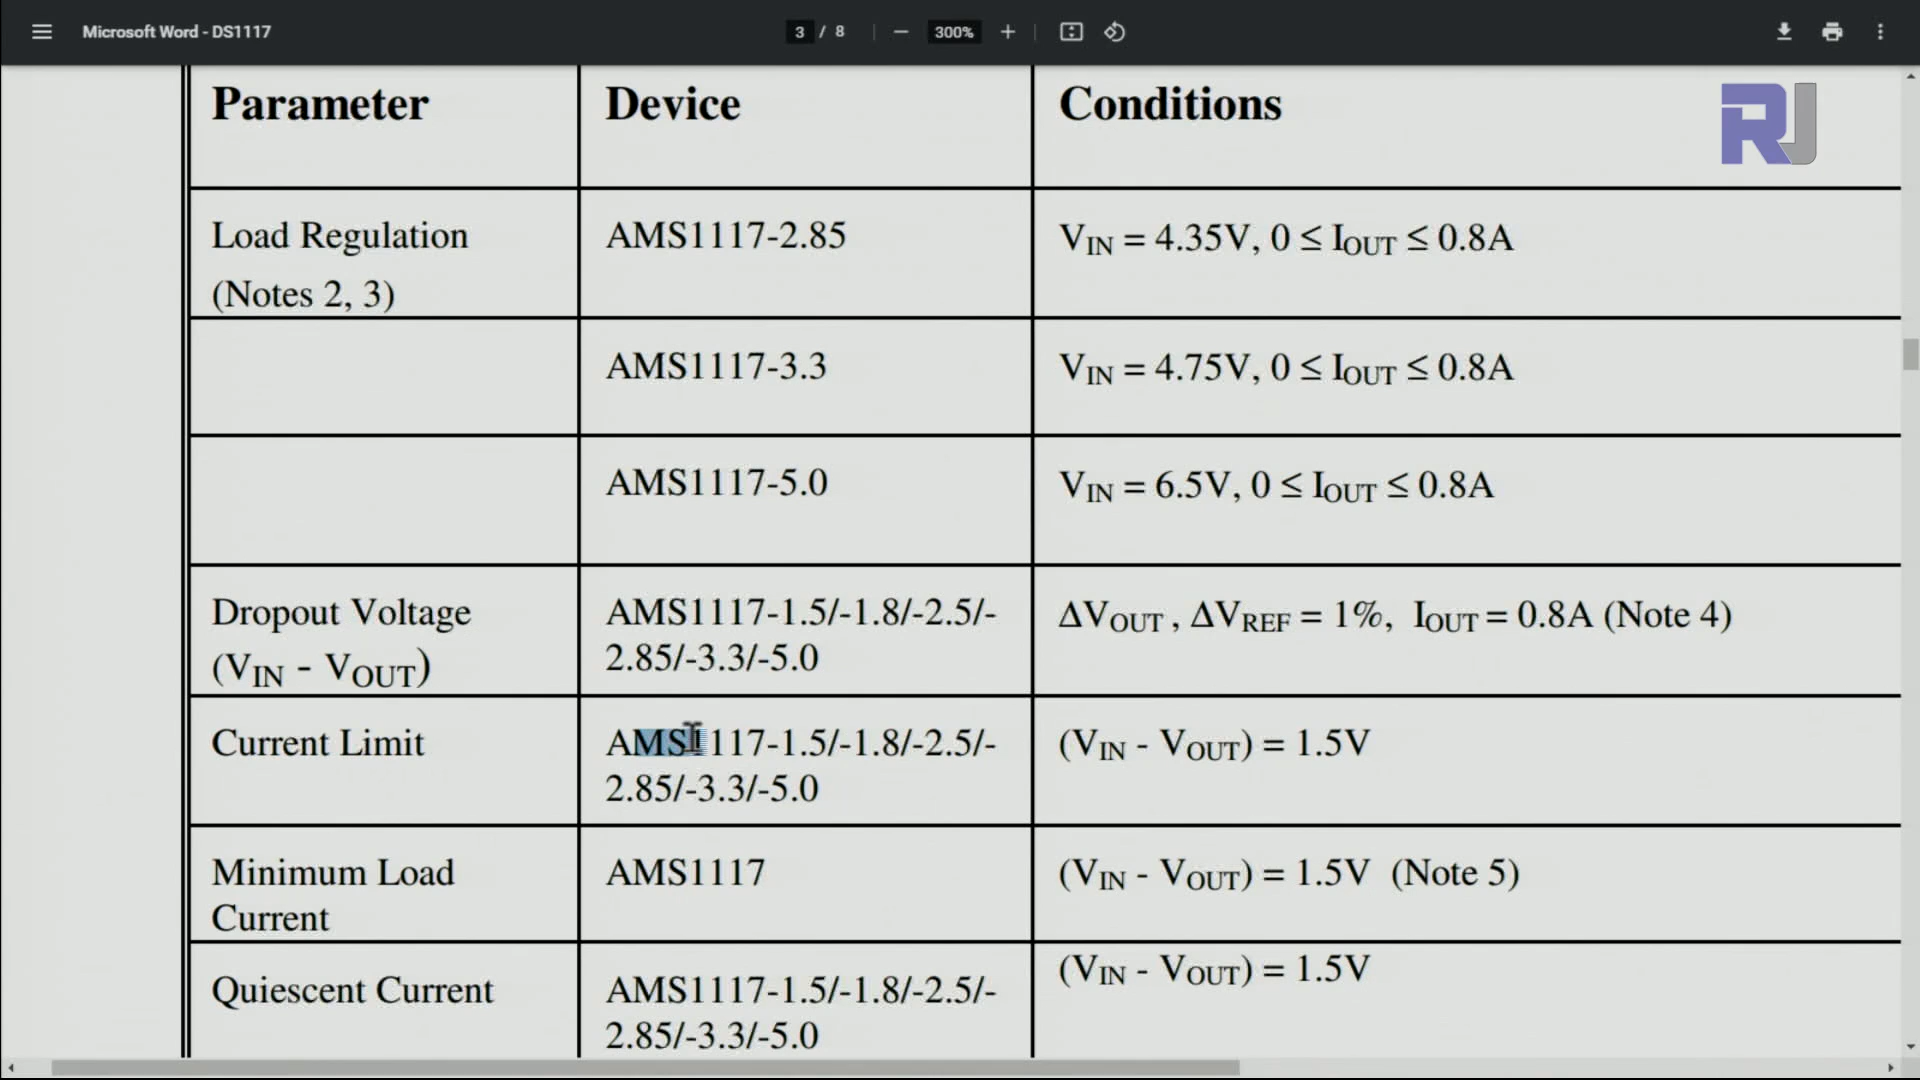 Microsoft Word - DS1117
3 / 8
300%
Parameter
Device
Conditions
RJ
Load Regulation
(Notes 2, 3)
AMS1117-2.85
VIN = 4.35V, 0 ≤ IOUT ≤ 0.8A
AMS1117-3.3
VIN = 4.75V, 0 ≤ IOUT ≤ 0.8A
AMS1117-5.0
VIN = 6.5V, 0 ≤ IOUT ≤ 0.8A
Dropout Voltage
(VIN - VOUT)
AMS1117-1.5/-1.8/-2.5/-
2.85/-3.3/-5.0
ΔVOUT , ΔVREF = 1%, IOUT = 0.8A (Note 4)
Current Limit
AMS1117-1.5/-1.8/-2.5/-
2.85/-3.3/-5.0
(VIN - VOUT) = 1.5V
Minimum Load
Current
AMS1117
(VIN - VOUT) = 1.5V (Note 5)
Quiescent Current
AMS1117-1.5/-1.8/-2.5/-
2.85/-3.3/-5.0
(VIN - VOUT) = 1.5V